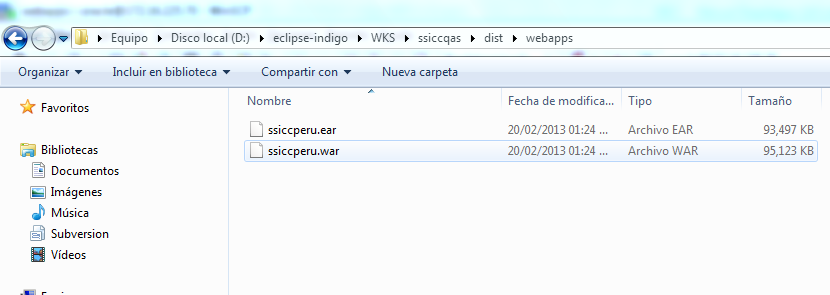 Equipo ▸ Disco local (D:) ▸ eclipse-indigo ▸ WKS ▸ ssiccqas ▸ dist ▸ webapps
Organizar Incluir en biblioteca Compartir con Nueva carpeta
Favoritos
Bibliotecas
Documentos
Imágenes
Música
Subversion
Vídeos
Nombre Fecha de modifica... Tipo Tamaño
ssiccperu.ear 20/02/2013 01:24 ... Archivo EAR 93,497 KB
ssiccperu.war 20/02/2013 01:24 ... Archivo WAR 95,123 KB